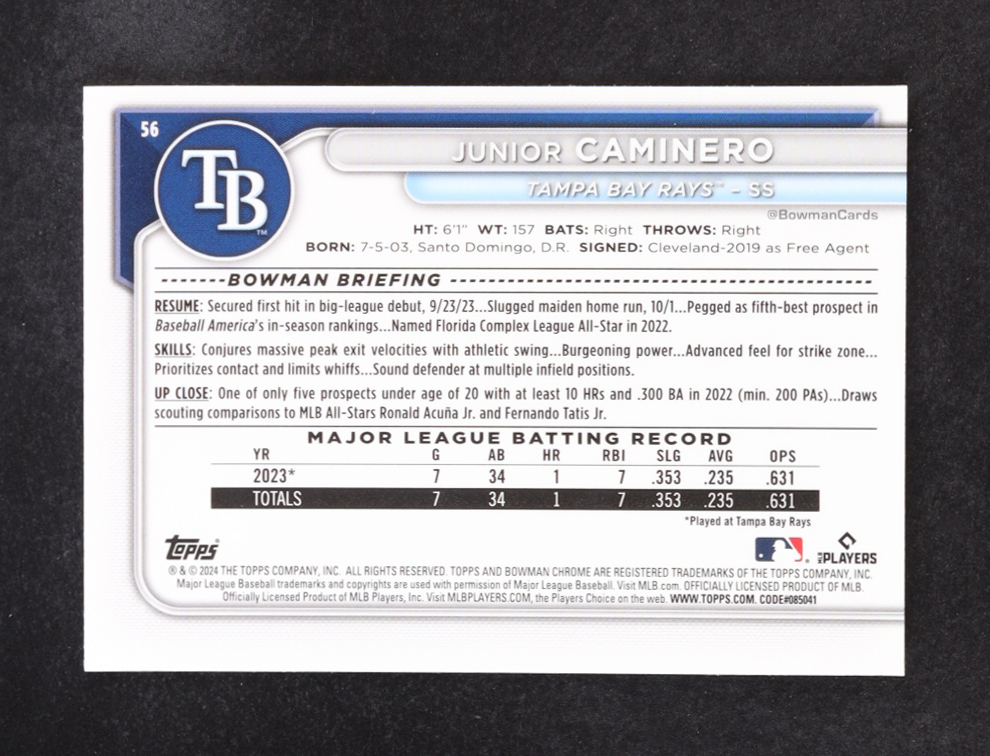 56
TB
TM
JUNIOR CAMINERO
TAMPA BAY RAYS™ – SS
@BowmanCards
HT: 6'1" WT: 157 BATS: Right THROWS: Right
BORN: 7-5-03, Santo Domingo, D.R. SIGNED: Cleveland-2019 as Free Agent
BOWMAN BRIEFING
RESUME: Secured first hit in big-league debut, 9/23/23...Slugged maiden home run, 10/1...Pegged as fifth-best prospect in
Baseball America's in-season rankings...Named Florida Complex League All-Star in 2022.
SKILLS: Conjures massive peak exit velocities with athletic swing...Burgeoning power...Advanced feel for strike zone...
Prioritizes contact and limits whiffs...Sound defender at multiple infield positions.
UP CLOSE: One of only five prospects under age of 20 with at least 10 HRs and .300 BA in 2022 (min. 200 PAs)...Draws
scouting comparisons to MLB All-Stars Ronald Acuña Jr. and Fernando Tatis Jr.
MAJOR LEAGUE BATTING RECORD
YR G AB HR RBI SLG AVG OPS
2023* 7 34 1 7 .353 .235 .631
TOTALS 7 34 1 7 .353 .235 .631
*Played at Tampa Bay Rays
Topps®
® MLB PLAYERS
® & © 2024 THE TOPPS COMPANY, INC. ALL RIGHTS RESERVED. TOPPS AND BOWMAN CHROME ARE REGISTERED TRADEMARKS OF THE TOPPS COMPANY, INC.
Major League Baseball trademarks and copyrights are used with permission of Major League Baseball. Visit MLB.com. OFFICIALLY LICENSED PRODUCT OF MLB.
Officially Licensed Product of MLB Players, Inc. Visit MLBPLAYERS.COM, the Players Choice on the web. WWW.TOPPS.COM. CODE#085041